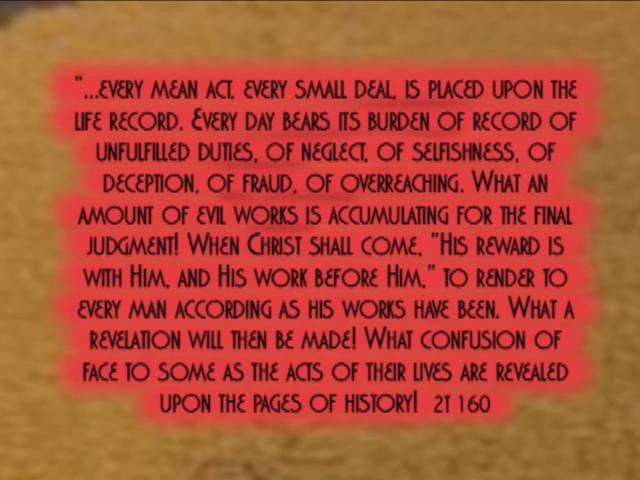 "...every mean act, every small deal, is placed upon the
life record. Every day bears its burden of record of
unfulfilled duties, of neglect, of selfishness, of
deception, of fraud, of overreaching. What an
amount of evil works is accumulating for the final
judgment! When Christ shall come, "His reward is
with Him, and His work before Him," to render to
every man according as his works have been. What a
revelation will then be made! What confusion of
face to some as the acts of their lives are revealed
upon the pages of history! 2T 160